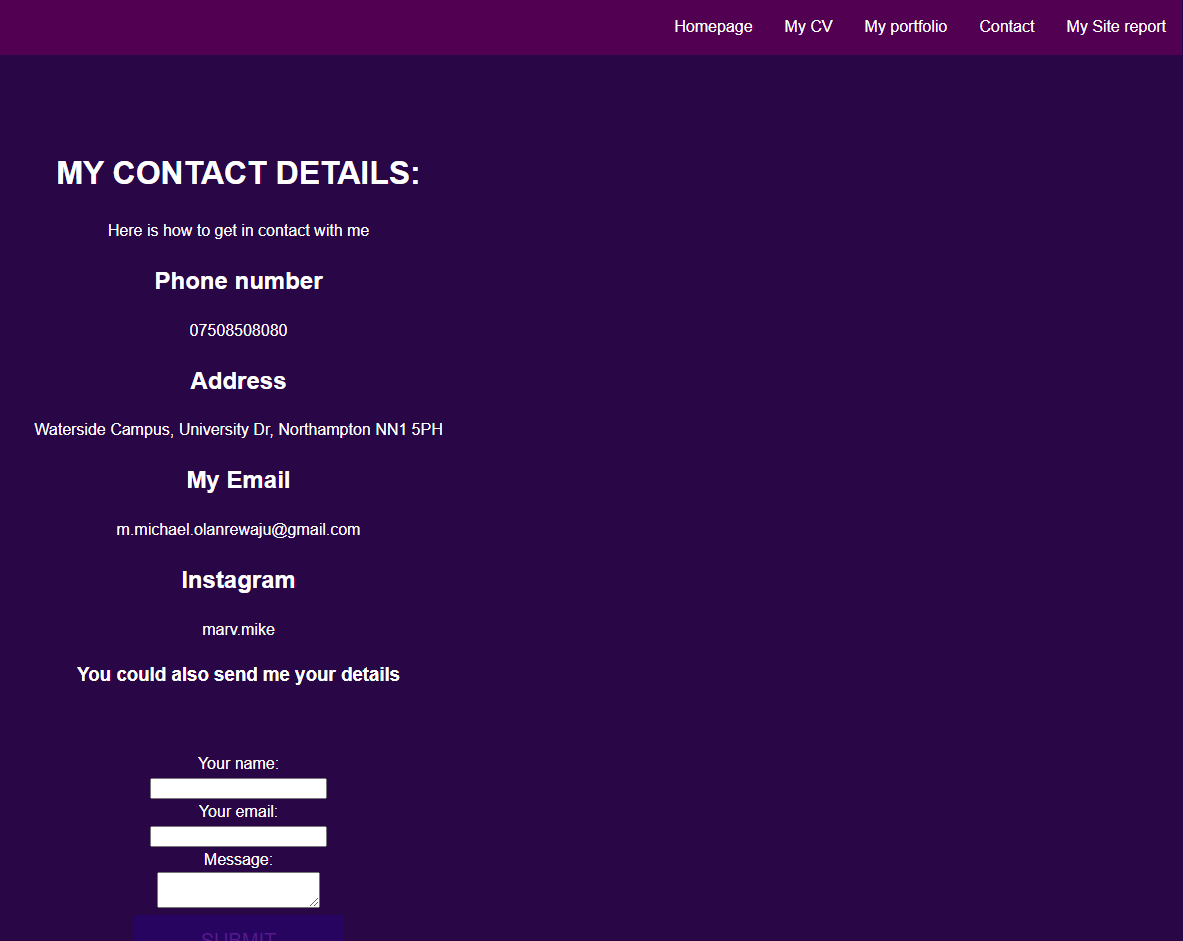 Homepage My CV My portfolio Contact My Site report
MY CONTACT DETAILS:
Here is how to get in contact with me
Phone number
07508508080
Address
Waterside Campus, University Dr, Northampton NN1 5PH
My Email
m.michael.olanrewaju@gmail.com
Instagram
marv.mike
You could also send me your details
Your name:
Your email:
Message:
SUBMIT